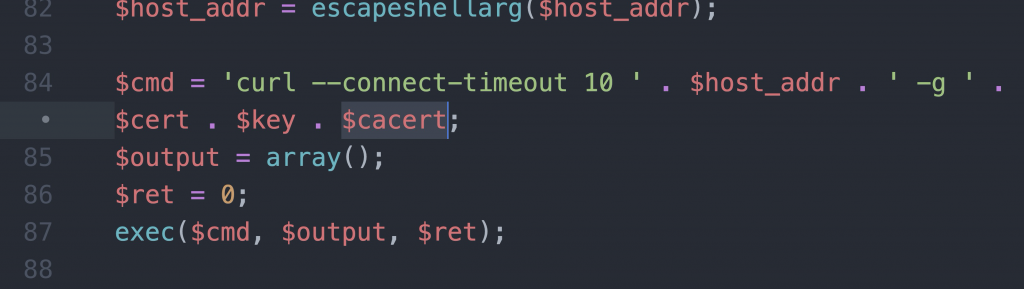 82 $host_addr = escapeshellarg($host_addr);
83
84 $cmd = 'curl --connect-timeout 10 ' . $host_addr . ' -g ' .
• $cert . $key . $cacert;
85 $output = array();
86 $ret = 0;
87 exec($cmd, $output, $ret);
88